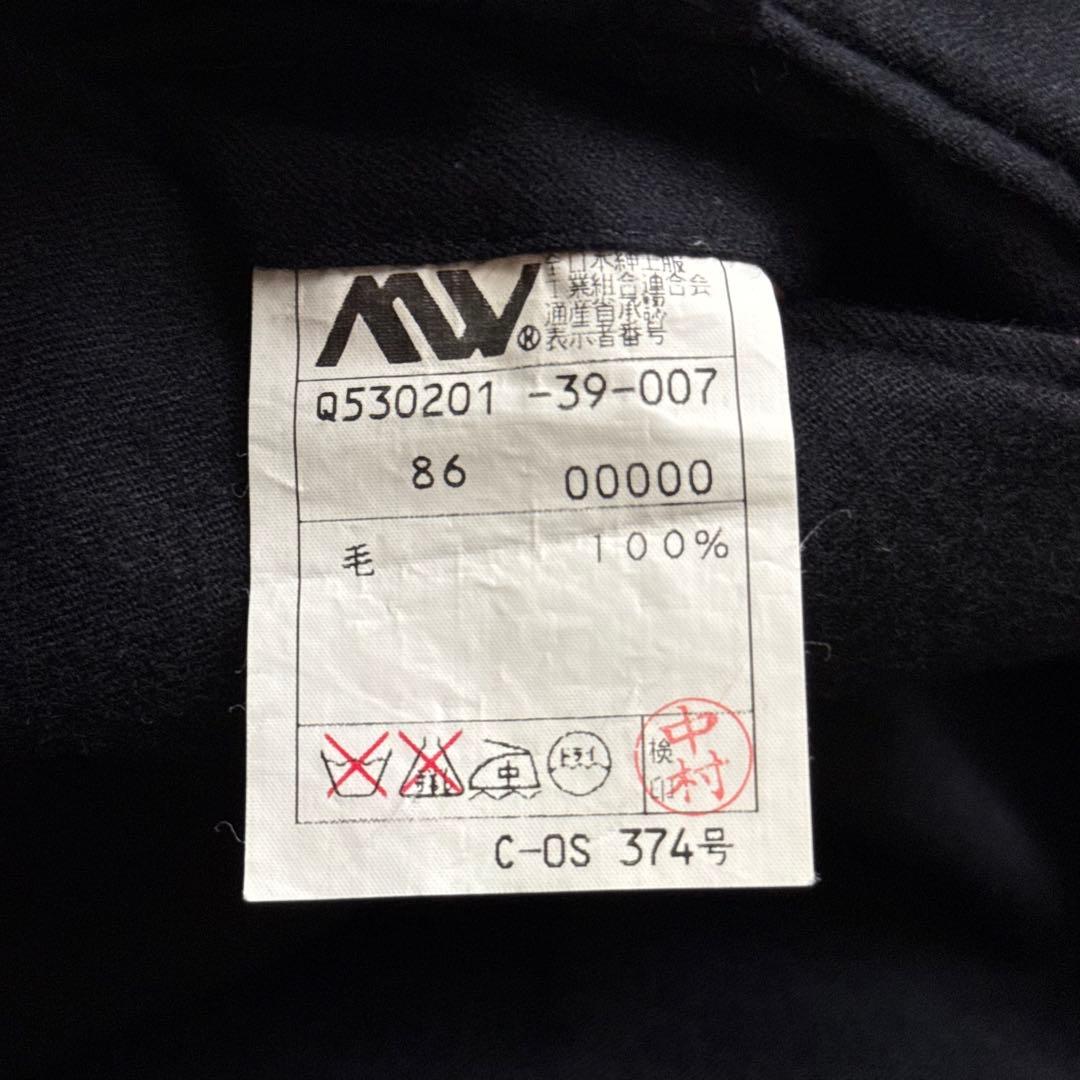 MW®
全日本紳士服
工業組合連合会
通産省承認
表示者番号
Q530201 -39-007
86 00000
毛 100%
中 ドライ 検印 中村
C-OS 374号